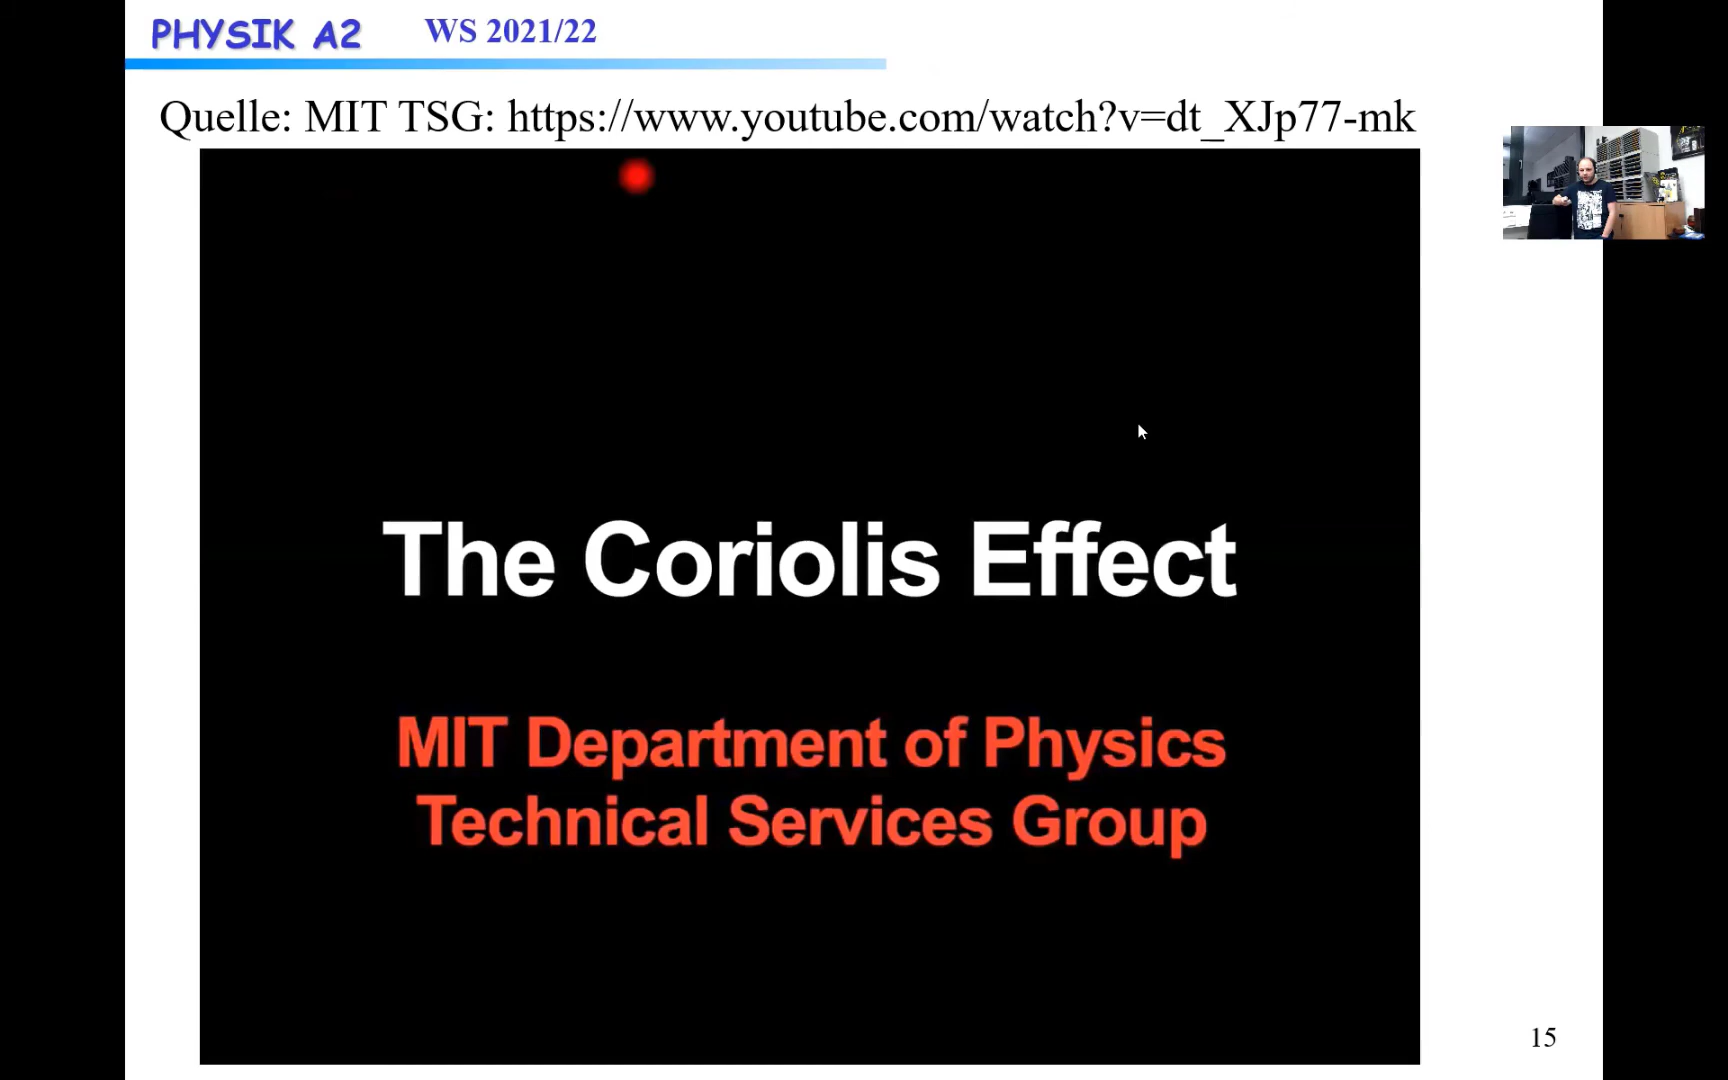 PHYSIK A2 WS 2021/22
Quelle: MIT TSG: https://www.youtube.com/watch?v=dt_XJp77-mk
The Coriolis Effect
MIT Department of Physics
Technical Services Group
15